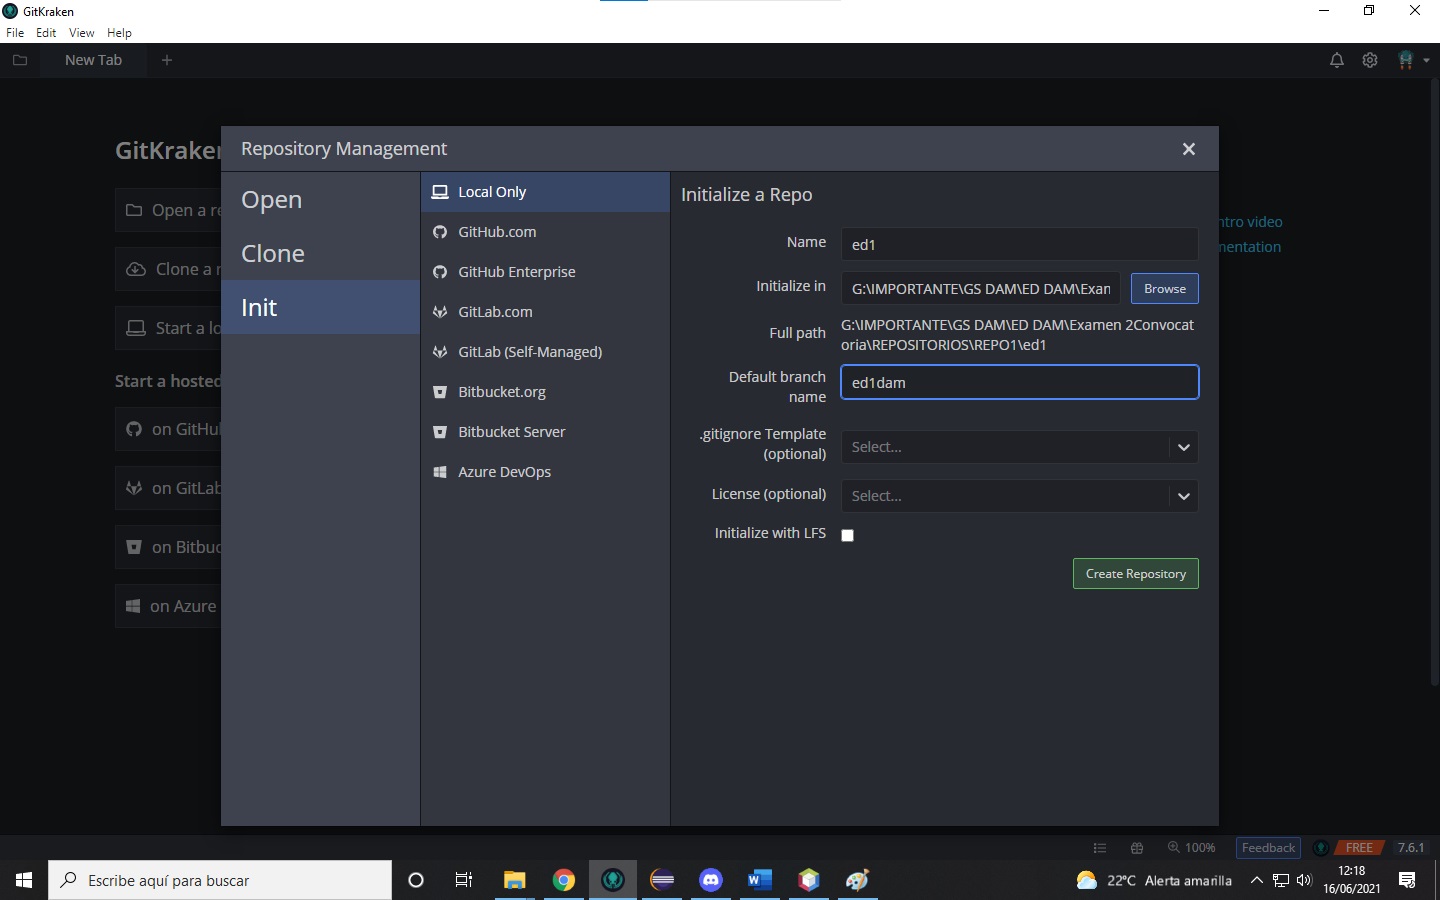 GitKraken
File Edit View Help
New Tab
GitKraken
Open a re
Clone a r
Start a lo
Start a hosted
on GitHu
on GitLab
on Bitbuc
on Azure
Repository Management
Open
Clone
Init
Local Only
GitHub.com
GitHub Enterprise
GitLab.com
GitLab (Self-Managed)
Bitbucket.org
Bitbucket Server
Azure DevOps
Initialize a Repo
Name
ed1
Initialize in
G:\IMPORTANTE\GS DAM\ED DAM\Exan
Browse
Full path
G:\IMPORTANTE\GS DAM\ED DAM\Examen 2Convocat
oria\REPOSITORIOS\REPO1\ed1
Default branch
name
ed1dam
.gitignore Template
(optional)
Select...
License (optional)
Select...
Initialize with LFS
Create Repository
ntro video
nentation
100%
Feedback
FREE
7.6.1
Escribe aquí para buscar
22°C Alerta amarilla
12:18
16/06/2021